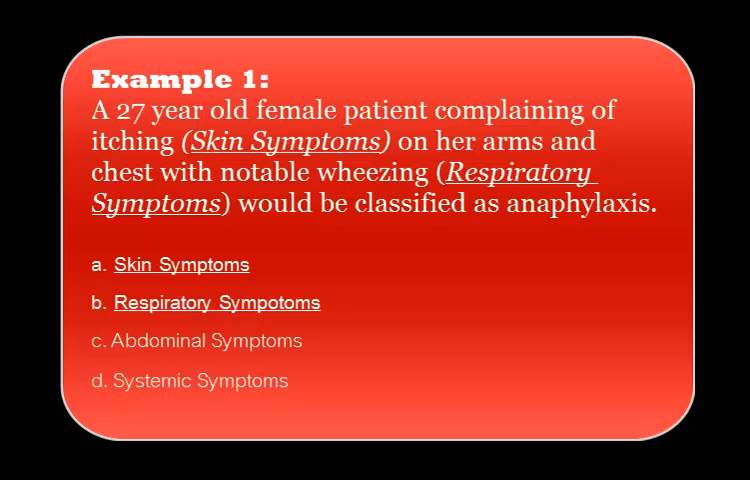 Example 1:
A 27 year old female patient complaining of
itching (Skin Symptoms) on her arms and
chest with notable wheezing (Respiratory
Symptoms) would be classified as anaphylaxis.
a. Skin Symptoms
b. Respiratory Sympotoms
c. Abdominal Symptoms
d. Systemic Symptoms